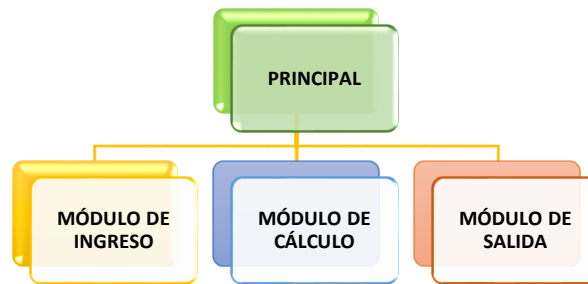 PRINCIPAL
MÓDULO DE
INGRESO
MÓDULO DE
CÁLCULO
MÓDULO DE
SALIDA